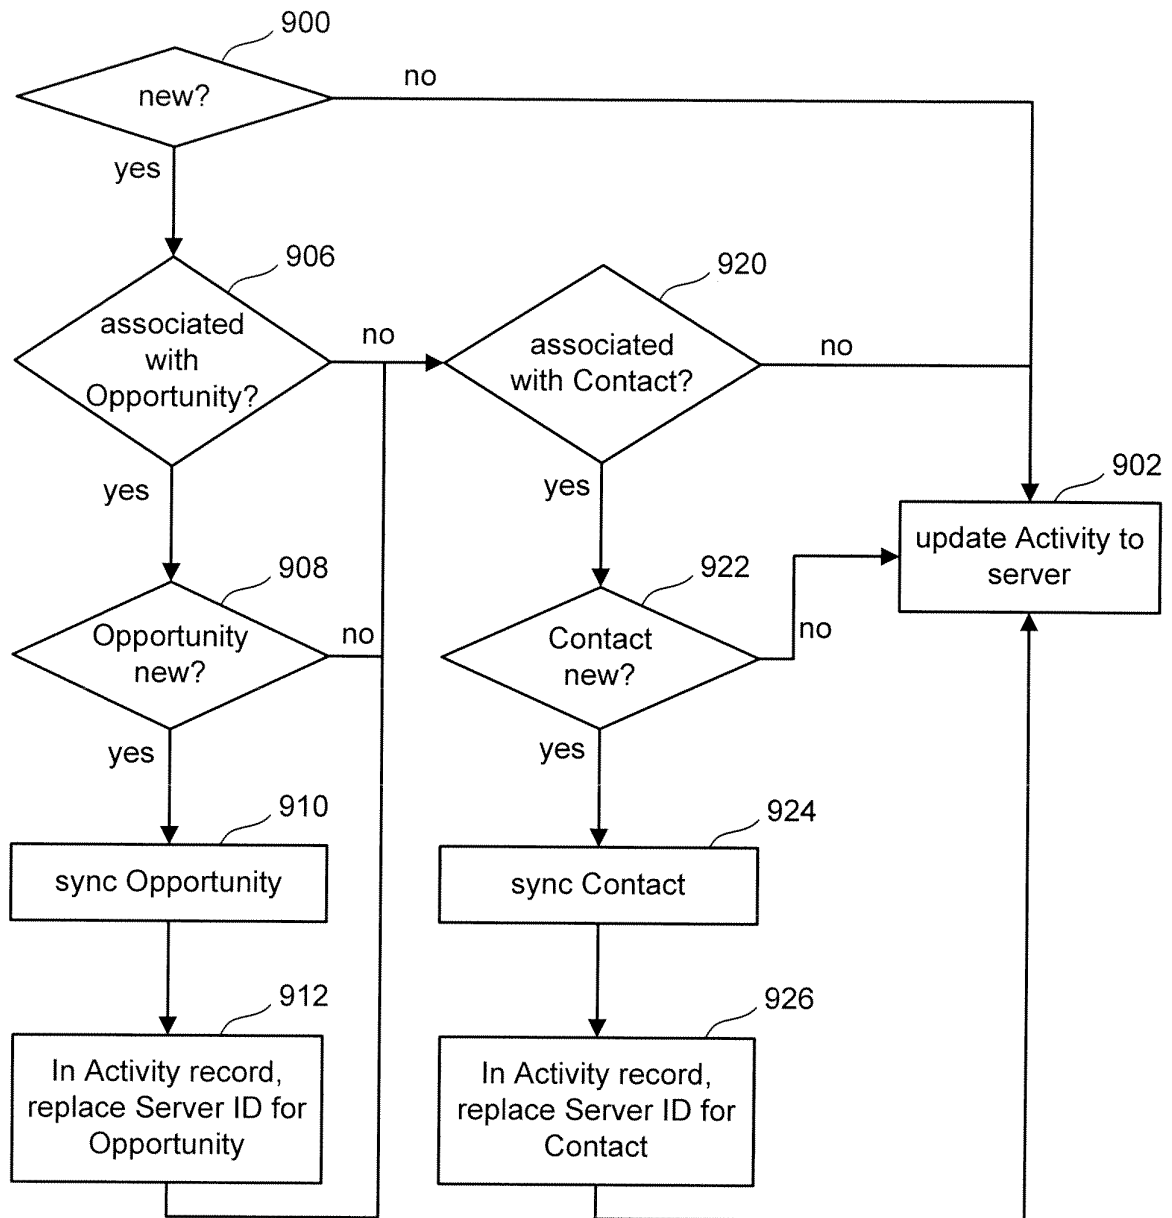 900
new?
no
yes
906
associated
with
Opportunity?
no
920
associated
with Contact?
no
yes
yes
902
update Activity to
server
908
Opportunity
new?
no
922
Contact
new?
no
yes
yes
910
sync Opportunity
924
sync Contact
912
In Activity record,
replace Server ID for
Opportunity
926
In Activity record,
replace Server ID for
Contact